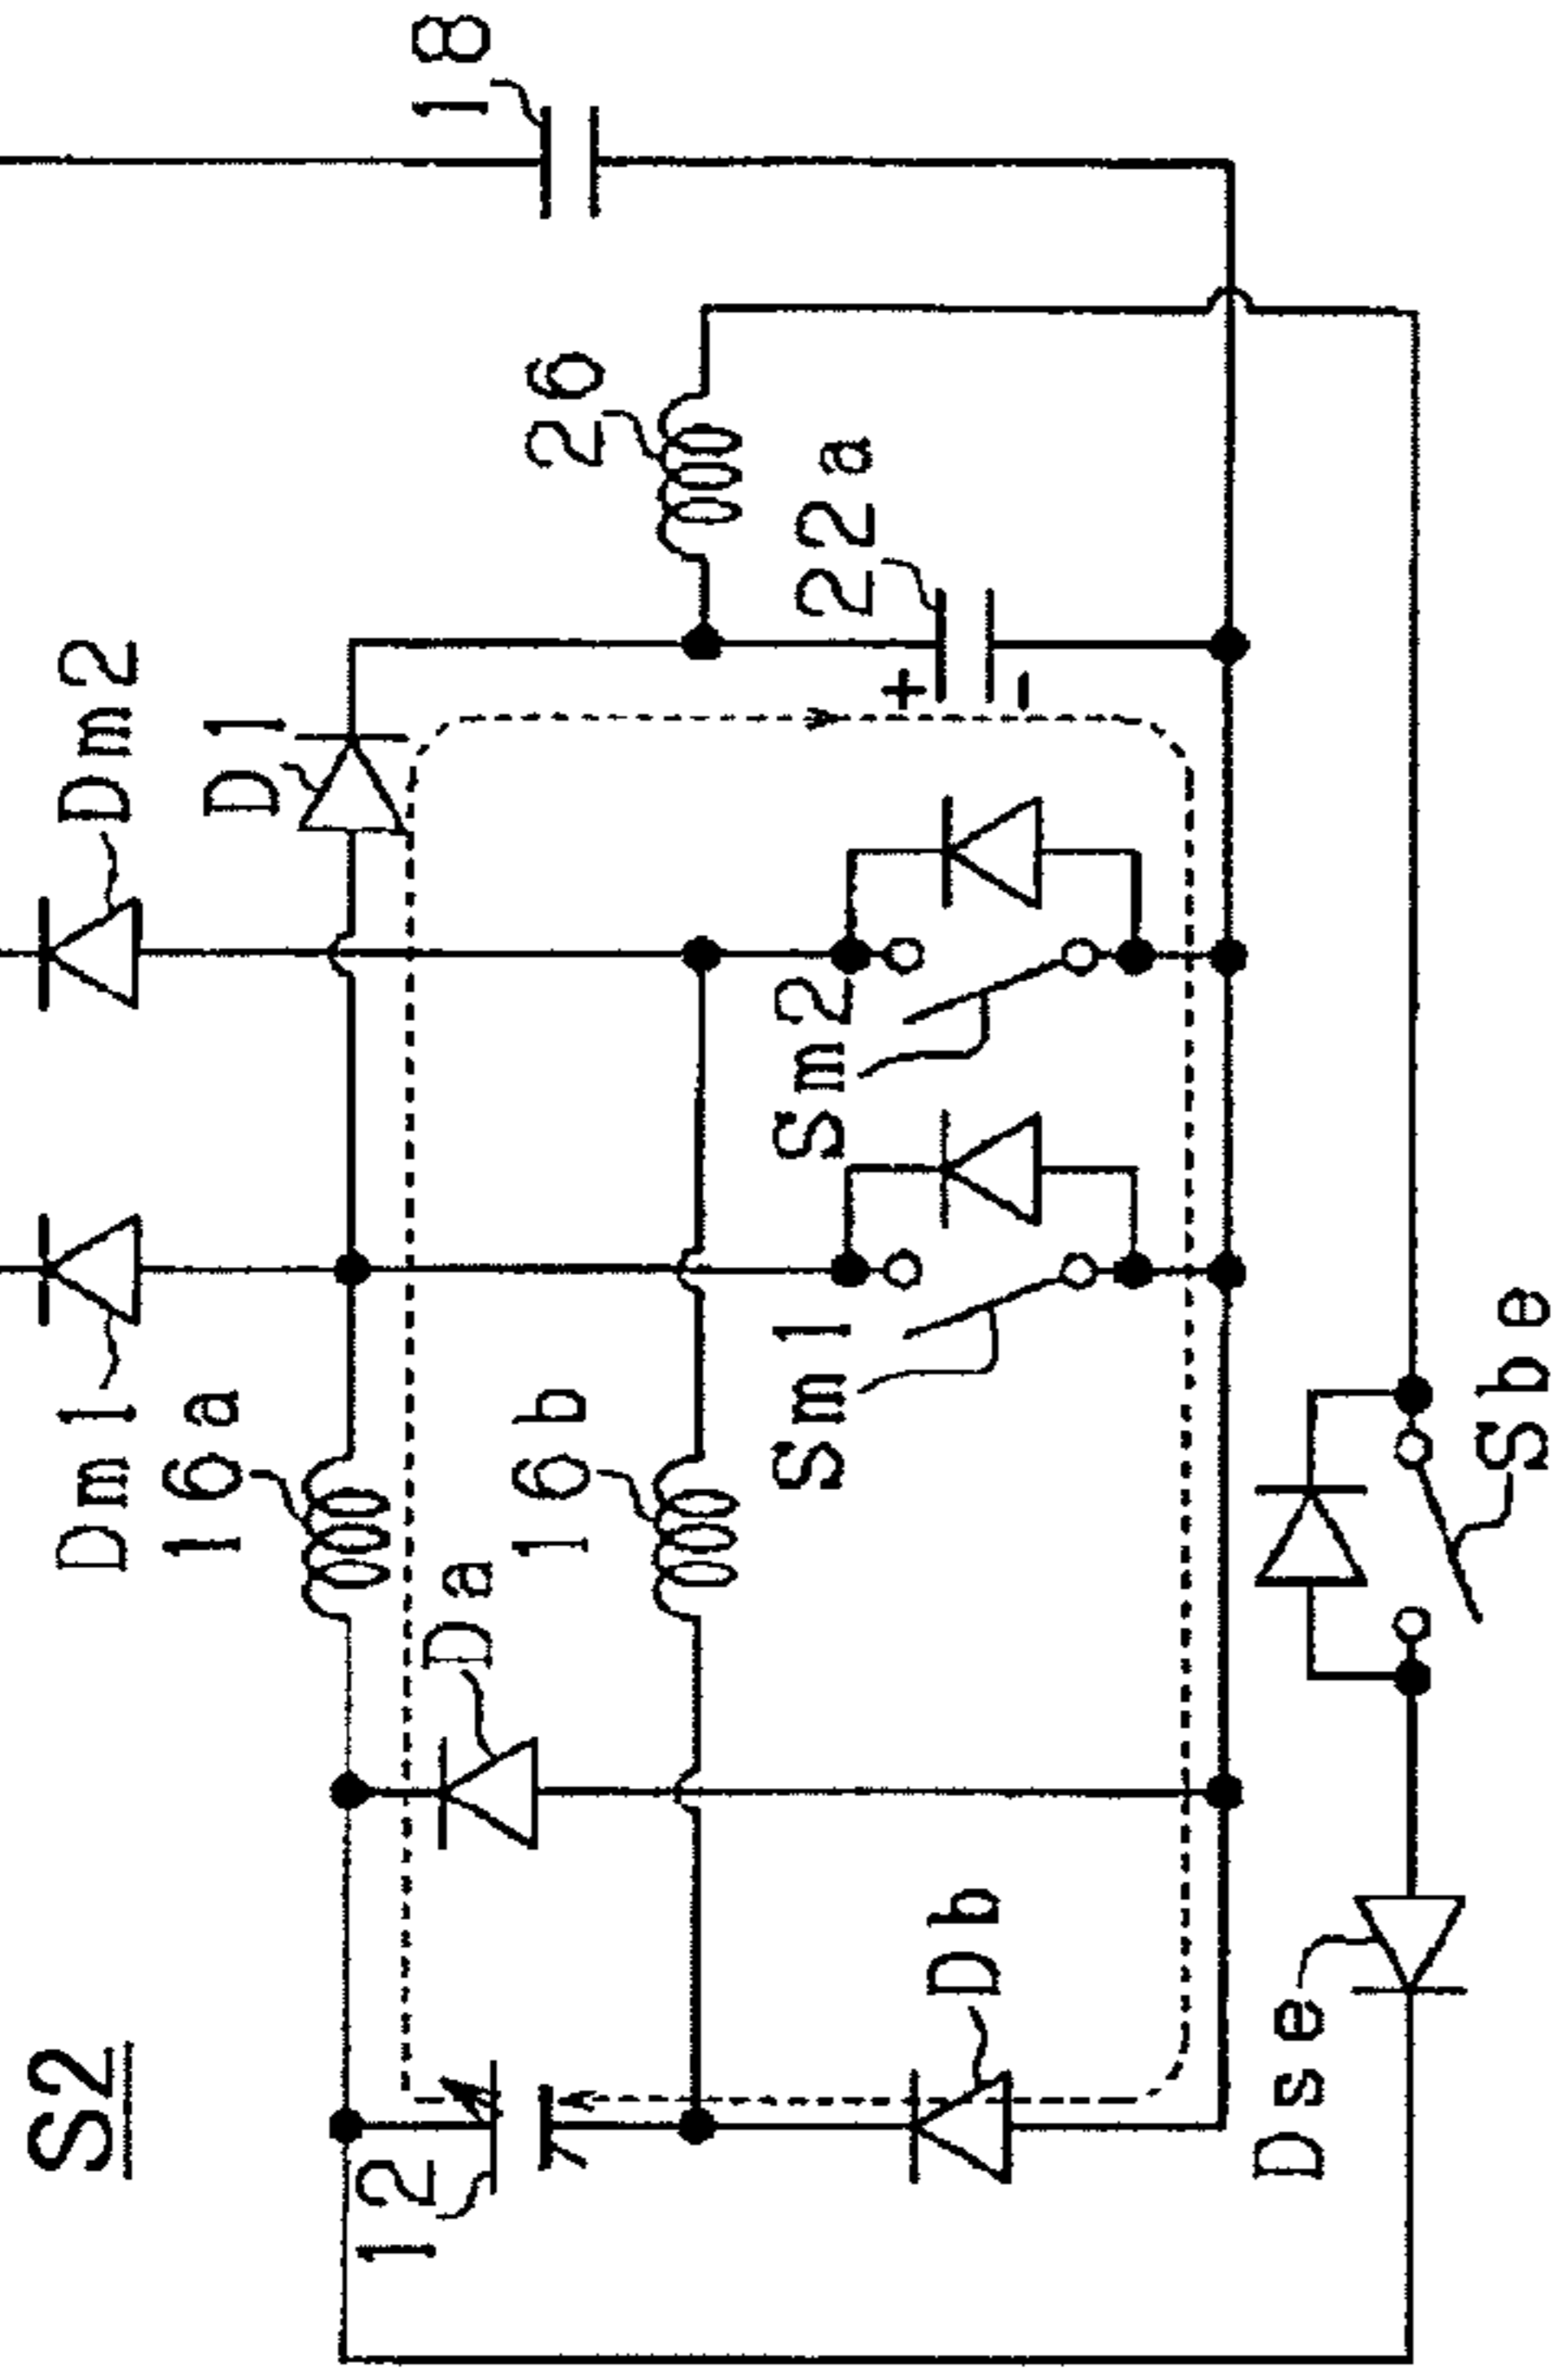 S2
Dm1
Dm2
16a
D1
12
Da
16b
26
18
Sm1
Sm2
22a
+
-
Db
Dse
Sbe